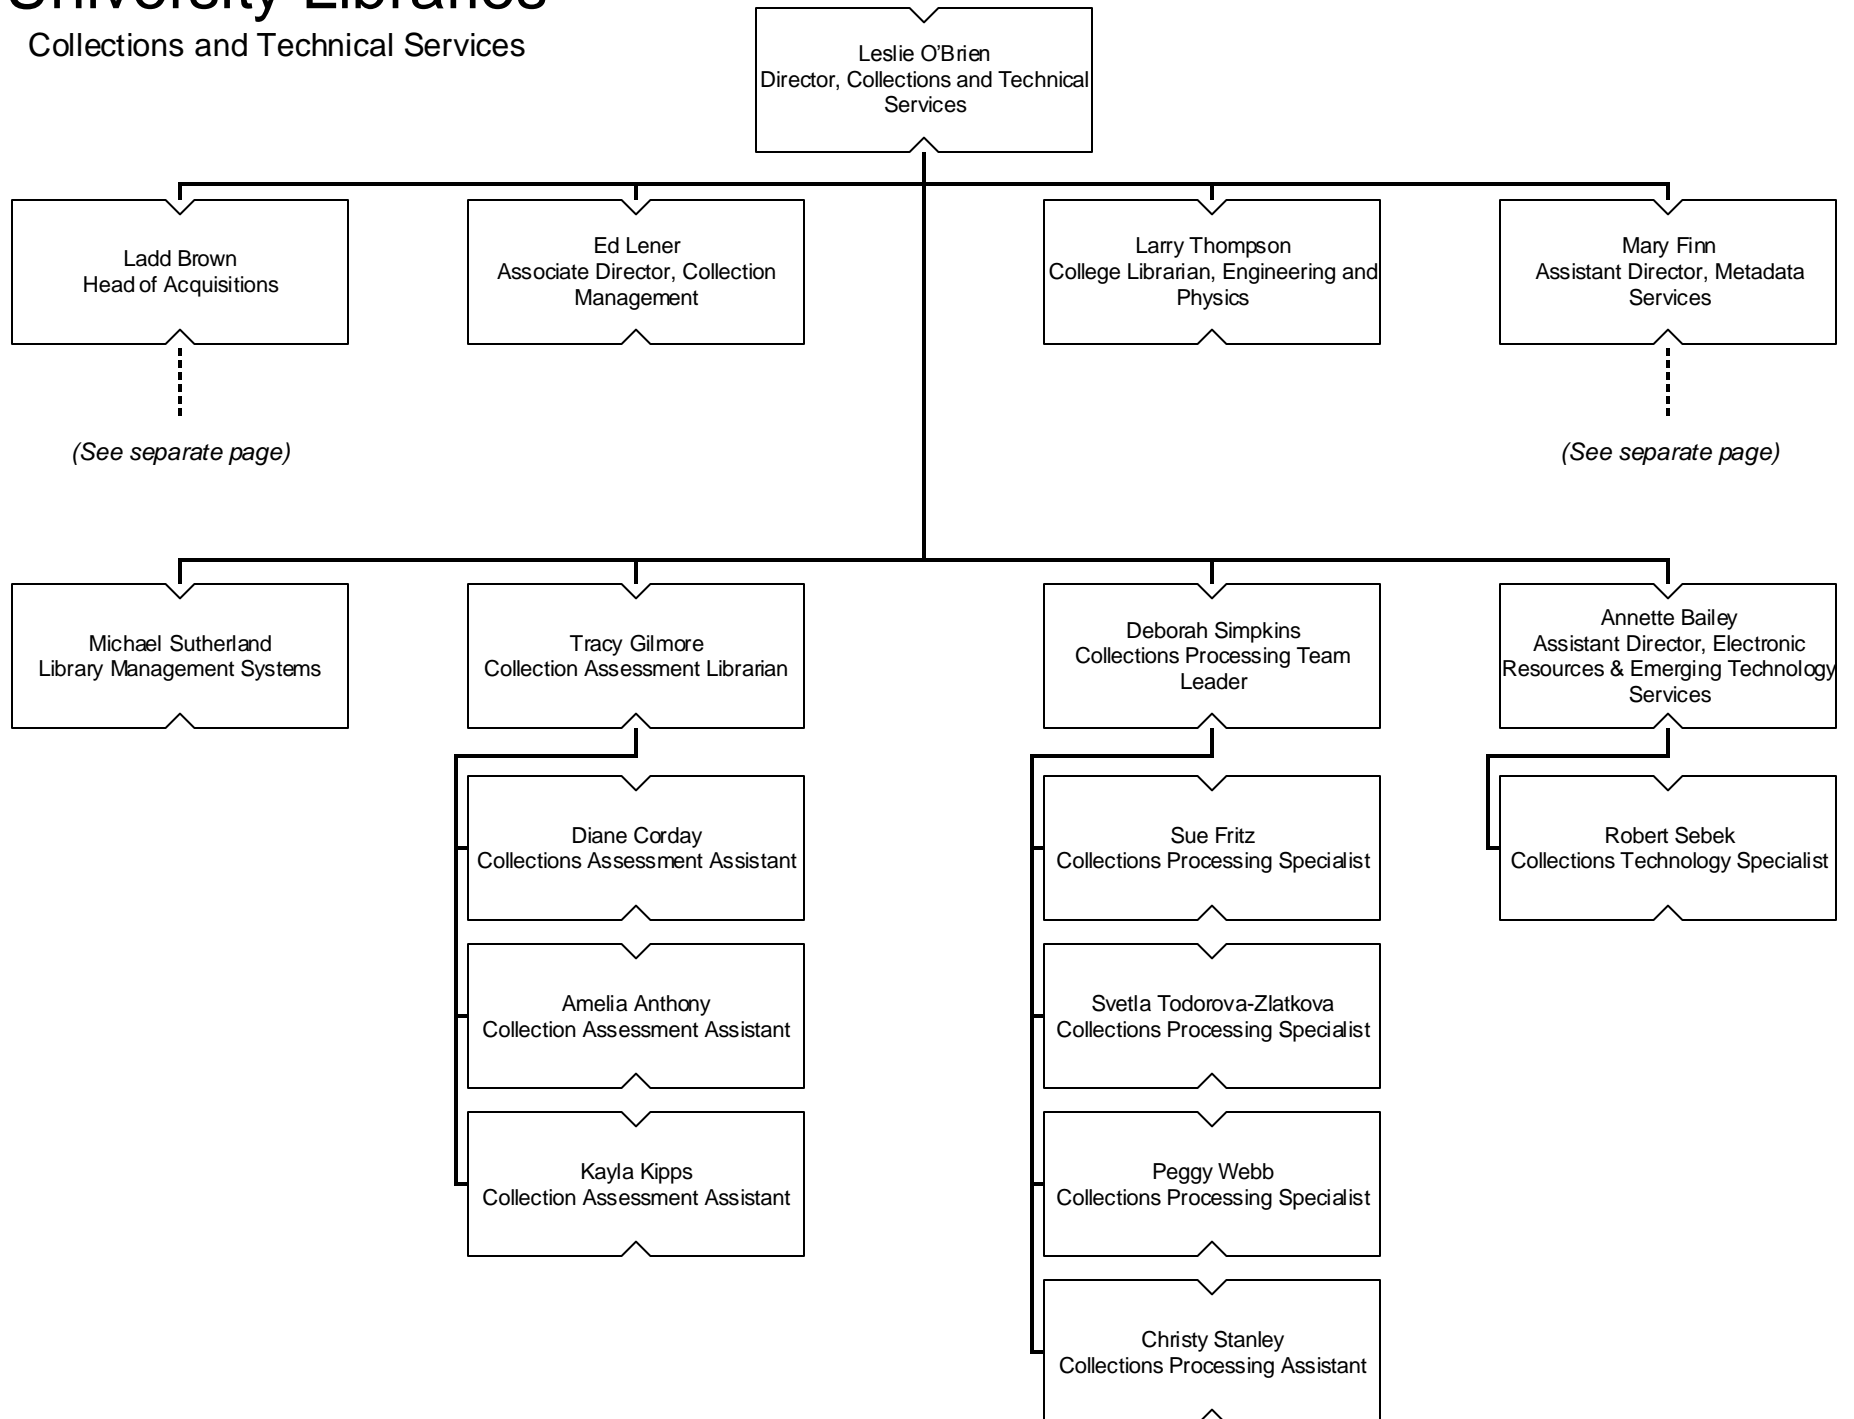 University Libraries
Collections and Technical Services
Leslie O'Brien
Director, Collections and Technical
Services
Ladd Brown
Head of Acquisitions
Ed Lener
Associate Director, Collection
Management
Larry Thompson
College Librarian, Engineering and
Physics
Mary Finn
Assistant Director, Metadata
Services
(See separate page)
(See separate page)
Michael Sutherland
Library Management Systems
Tracy Gilmore
Collection Assessment Librarian
Deborah Simpkins
Collections Processing Team
Leader
Annette Bailey
Assistant Director, Electronic
Resources & Emerging Technology
Services
Diane Corday
Collections Assessment Assistant
Sue Fritz
Collections Processing Specialist
Robert Sebek
Collections Technology Specialist
Amelia Anthony
Collection Assessment Assistant
Svetla Todorova-Zlatkova
Collections Processing Specialist
Kayla Kipps
Collection Assessment Assistant
Peggy Webb
Collections Processing Specialist
Christy Stanley
Collections Processing Assistant